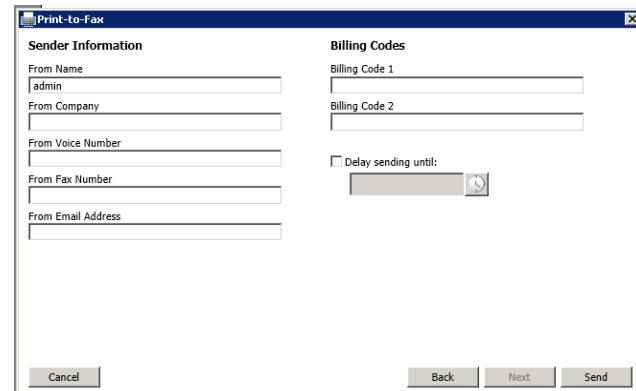 Print-to-Fax
Sender Information
From Name
admin
From Company
From Voice Number
From Fax Number
From Email Address
Billing Codes
Billing Code 1
Billing Code 2
Delay sending until:
Cancel
Back
Next
Send